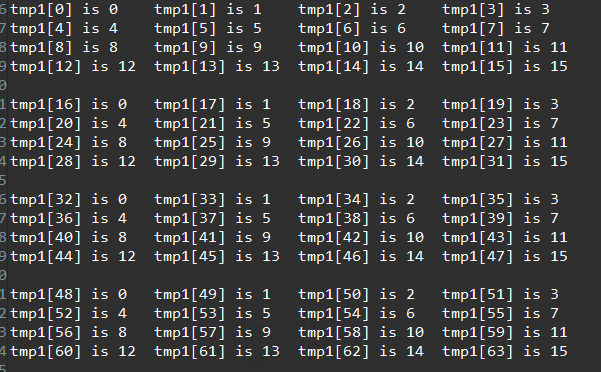 6 tmp1[0] is 0 tmp1[1] is 1 tmp1[2] is 2 tmp1[3] is 3
7 tmp1[4] is 4 tmp1[5] is 5 tmp1[6] is 6 tmp1[7] is 7
8 tmp1[8] is 8 tmp1[9] is 9 tmp1[10] is 10 tmp1[11] is 11
9 tmp1[12] is 12 tmp1[13] is 13 tmp1[14] is 14 tmp1[15] is 15
0
1 tmp1[16] is 0 tmp1[17] is 1 tmp1[18] is 2 tmp1[19] is 3
2 tmp1[20] is 4 tmp1[21] is 5 tmp1[22] is 6 tmp1[23] is 7
3 tmp1[24] is 8 tmp1[25] is 9 tmp1[26] is 10 tmp1[27] is 11
4 tmp1[28] is 12 tmp1[29] is 13 tmp1[30] is 14 tmp1[31] is 15
5
6 tmp1[32] is 0 tmp1[33] is 1 tmp1[34] is 2 tmp1[35] is 3
7 tmp1[36] is 4 tmp1[37] is 5 tmp1[38] is 6 tmp1[39] is 7
8 tmp1[40] is 8 tmp1[41] is 9 tmp1[42] is 10 tmp1[43] is 11
9 tmp1[44] is 12 tmp1[45] is 13 tmp1[46] is 14 tmp1[47] is 15
0
1 tmp1[48] is 0 tmp1[49] is 1 tmp1[50] is 2 tmp1[51] is 3
2 tmp1[52] is 4 tmp1[53] is 5 tmp1[54] is 6 tmp1[55] is 7
3 tmp1[56] is 8 tmp1[57] is 9 tmp1[58] is 10 tmp1[59] is 11
4 tmp1[60] is 12 tmp1[61] is 13 tmp1[62] is 14 tmp1[63] is 15
5